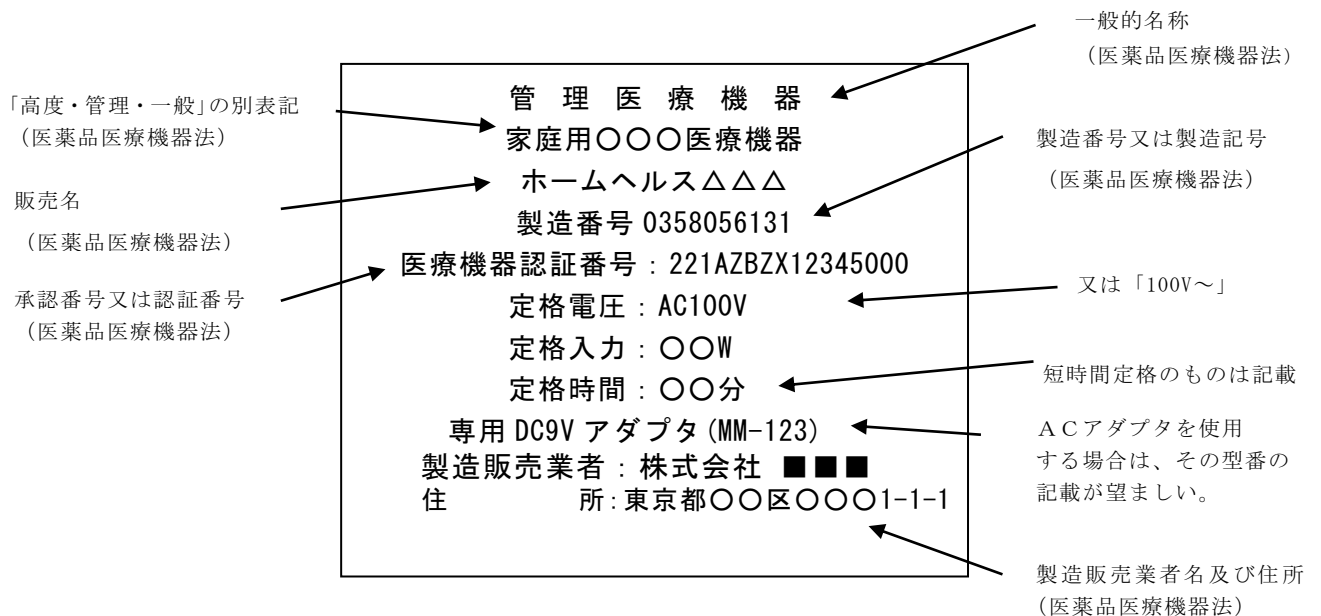 一般的名称
(医薬品医療機器法)
「高度・管理・一般」の別表記
(医薬品医療機器法)
販売名
(医薬品医療機器法)
承認番号又は認証番号
(医薬品医療機器法)
管 理 医 療 機 器
家庭用〇〇〇医療機器
ホームヘルス△△△
製造番号 0358056131
医療機器認証番号：221AZBZX12345000
定格電圧：AC100V
定格入力：〇〇W
定格時間：〇〇分
専用 DC9V アダプタ(MM-123)
製造販売業者：株式会社 ■■■
住 所：東京都〇〇区〇〇〇1-1-1
製造番号又は製造記号
(医薬品医療機器法)
又は「100V～」
短時間定格のものは記載
ＡＣアダプタを使用
する場合は、その型番の
記載が望ましい。
製造販売業者名及び住所
(医薬品医療機器法)